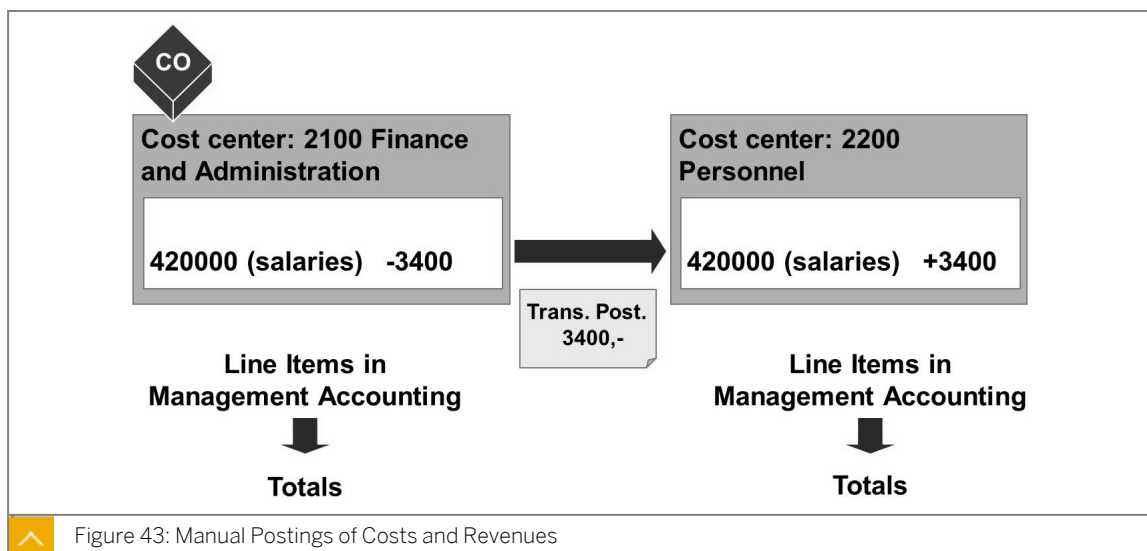 CO
Cost center: 2100 Finance
and Administration
420000 (salaries) -3400
Trans. Post.
3400,-
Cost center: 2200
Personnel
420000 (salaries) +3400
Line Items in
Management Accounting
Totals
Line Items in
Management Accounting
Totals
Figure 43: Manual Postings of Costs and Revenues